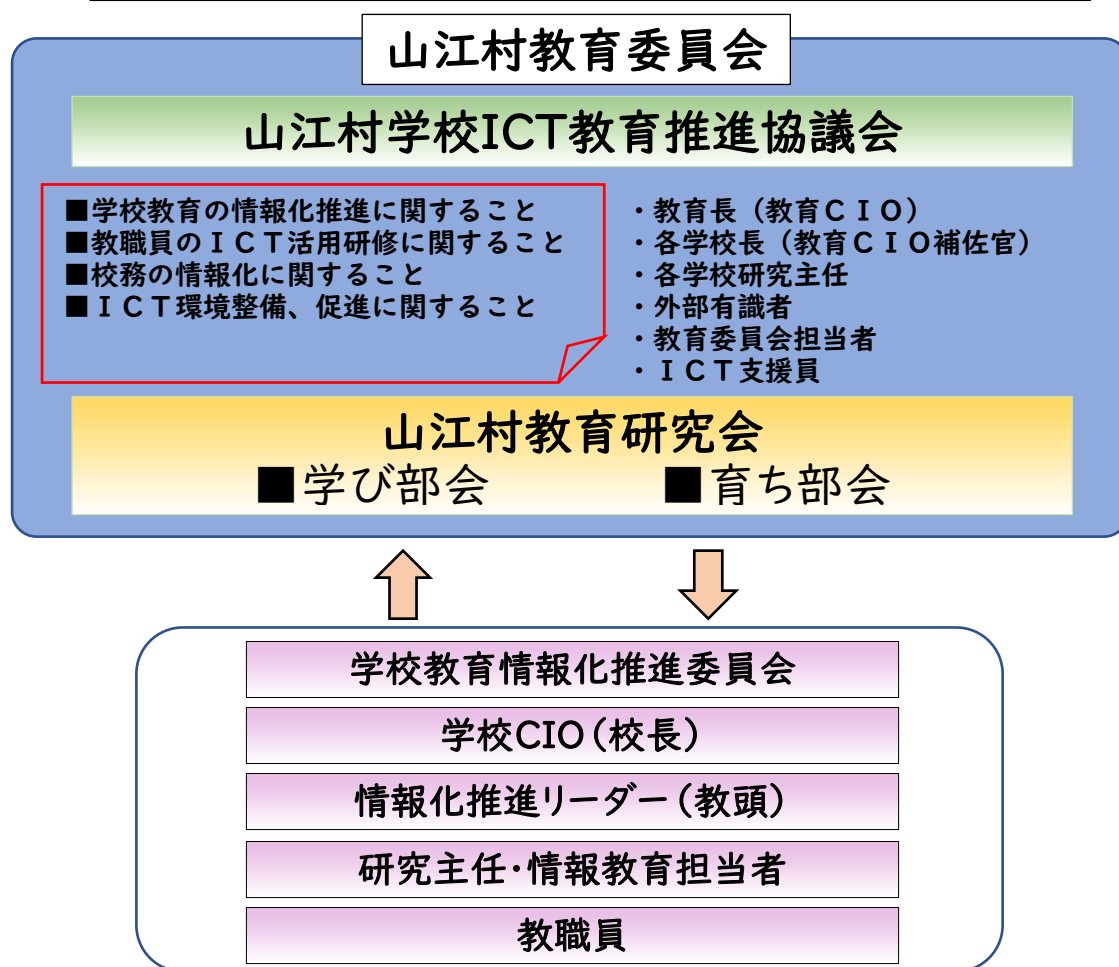 山江村教育委員会
山江村学校ICT教育推進協議会
■学校教育の情報化推進に関すること
■教職員のＩＣＴ活用研修に関すること
■校務の情報化に関すること
■ＩＣＴ環境整備、促進に関すること
・教育長（教育ＣＩＯ）
・各学校長（教育ＣＩＯ補佐官）
・各学校研究主任
・外部有識者
・教育委員会担当者
・ＩＣＴ支援員
山江村教育研究会
■学び部会　■育ち部会
学校教育情報化推進委員会
学校CIO（校長）
情報化推進リーダー（教頭）
研究主任・情報教育担当者
教職員